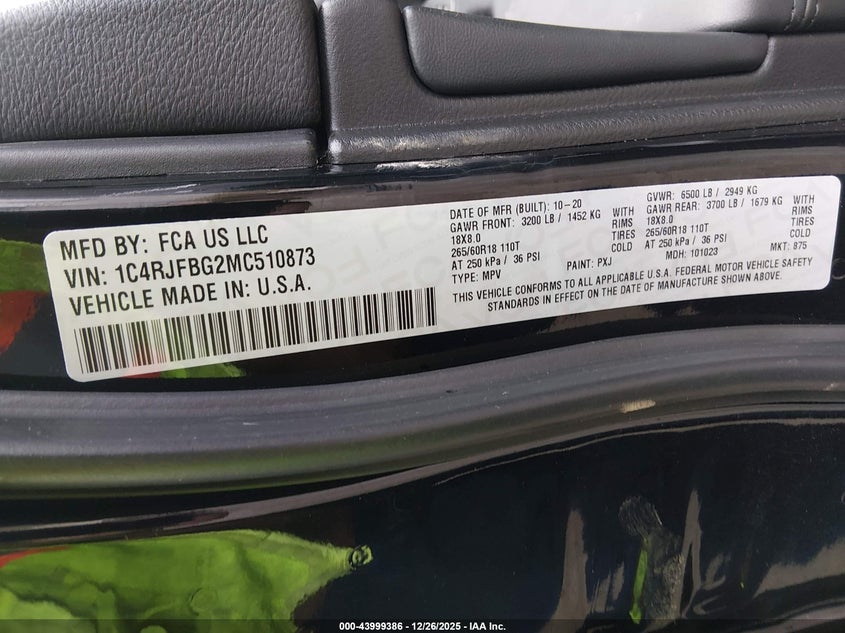 MFD BY: FCA US LLC
VIN: 1C4RJFBG2MC510873
VEHICLE MADE IN: U.S.A.
DATE OF MFR (BUILT): 10-20
GAWR FRONT: 3200 LB / 1452 KG WITH
18X8.0 RIMS
265/60R18 110T TIRES
AT 250 kPa / 36 PSI COLD
TYPE: MPV PAINT: PXJ
GVWR: 6500 LB / 2949 KG
GAWR REAR: 3700 LB / 1679 KG WITH
18X8.0 RIMS
265/60R18 110T TIRES
AT 250 kPa / 36 PSI COLD
MDH: 101023 MKT: 875
THIS VEHICLE CONFORMS TO ALL APPLICABLE U.S.A. FEDERAL MOTOR VEHICLE SAFETY
STANDARDS IN EFFECT ON THE DATE OF MANUFACTURE SHOWN ABOVE.
000-43999386 - 12/26/2025 - IAA Inc.